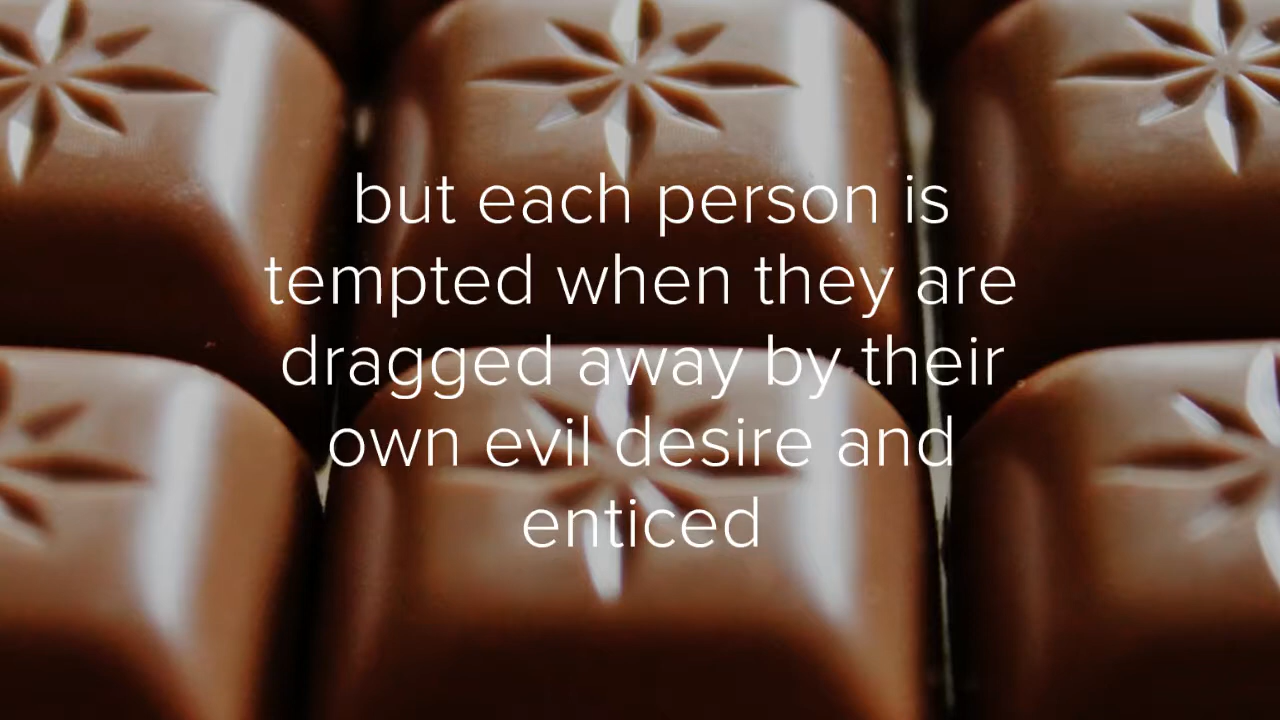 but each person is
tempted when they are
dragged away by their
own evil desire and
enticed